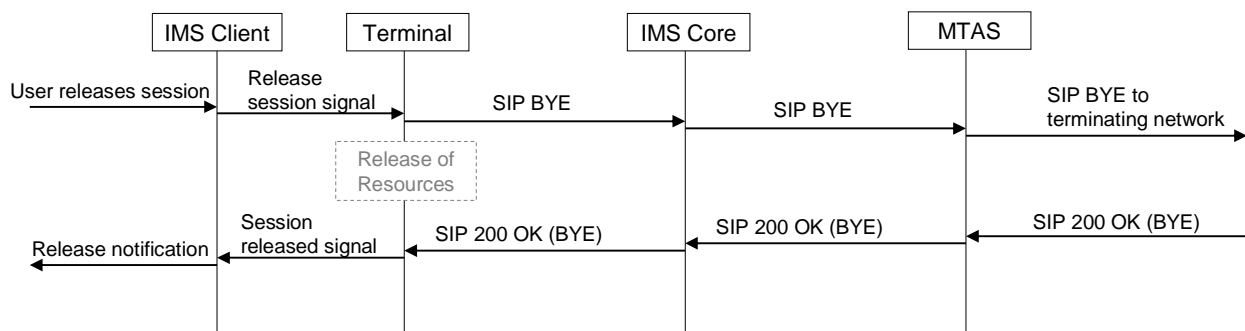 IMS Client
Terminal
IMS Core
MTAS
User releases session
Release
session signal
SIP BYE
SIP BYE
SIP BYE to
terminating network
Release of
Resources
Release notification
Session
released signal
SIP 200 OK (BYE)
SIP 200 OK (BYE)
SIP 200 OK (BYE)